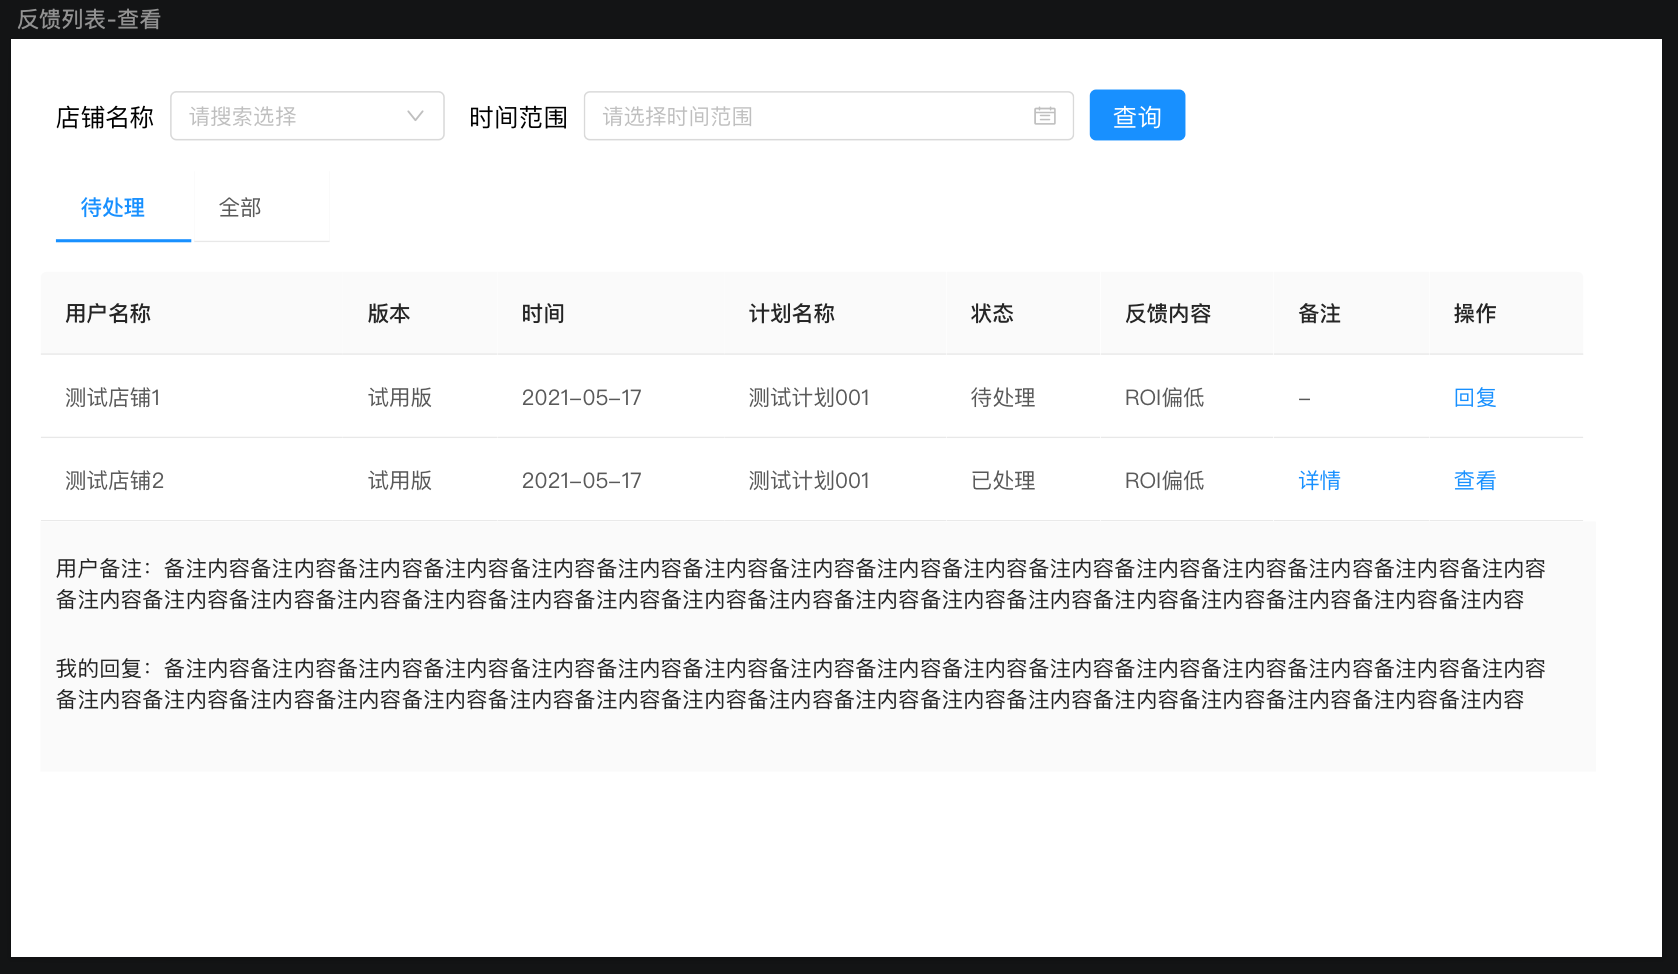 反馈列表-查看
店铺名称 请搜索选择 时间范围 请选择时间范围 查询
待处理 全部
用户名称 版本 时间 计划名称 状态 反馈内容 备注 操作
测试店铺1 试用版 2021-05-17 测试计划001 待处理 ROI偏低 - 回复
测试店铺2 试用版 2021-05-17 测试计划001 已处理 ROI偏低 详情 查看
用户备注：备注内容备注内容备注内容备注内容备注内容备注内容备注内容备注内容备注内容备注内容备注内容备注内容备注内容备注内容备注内容备注内容
备注内容备注内容备注内容备注内容备注内容备注内容备注内容备注内容备注内容备注内容备注内容备注内容备注内容备注内容备注内容备注内容备注内容
我的回复：备注内容备注内容备注内容备注内容备注内容备注内容备注内容备注内容备注内容备注内容备注内容备注内容备注内容备注内容备注内容备注内容
备注内容备注内容备注内容备注内容备注内容备注内容备注内容备注内容备注内容备注内容备注内容备注内容备注内容备注内容备注内容备注内容备注内容